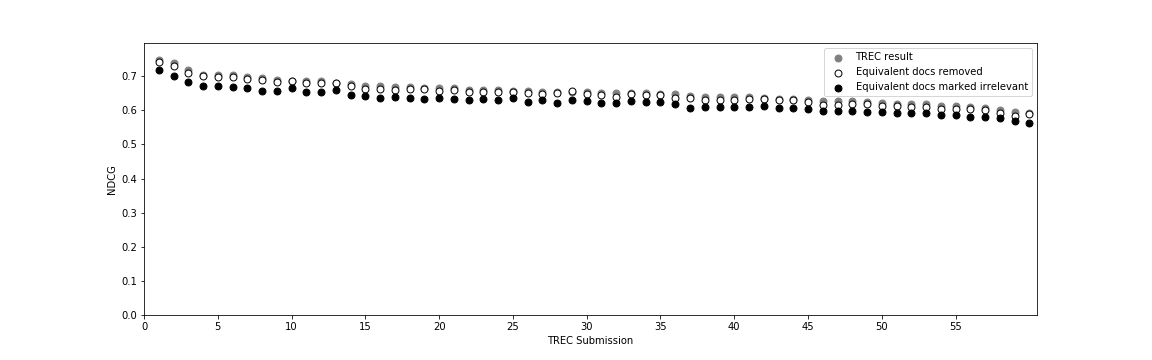 TREC result
Equivalent docs removed
Equivalent docs marked irrelevant
0.7
0.6
0.5
0.4
0.3
0.2
0.1
0.0
NDCG
0 5 10 15 20 25 30 35 40 45 50 55
TREC Submission